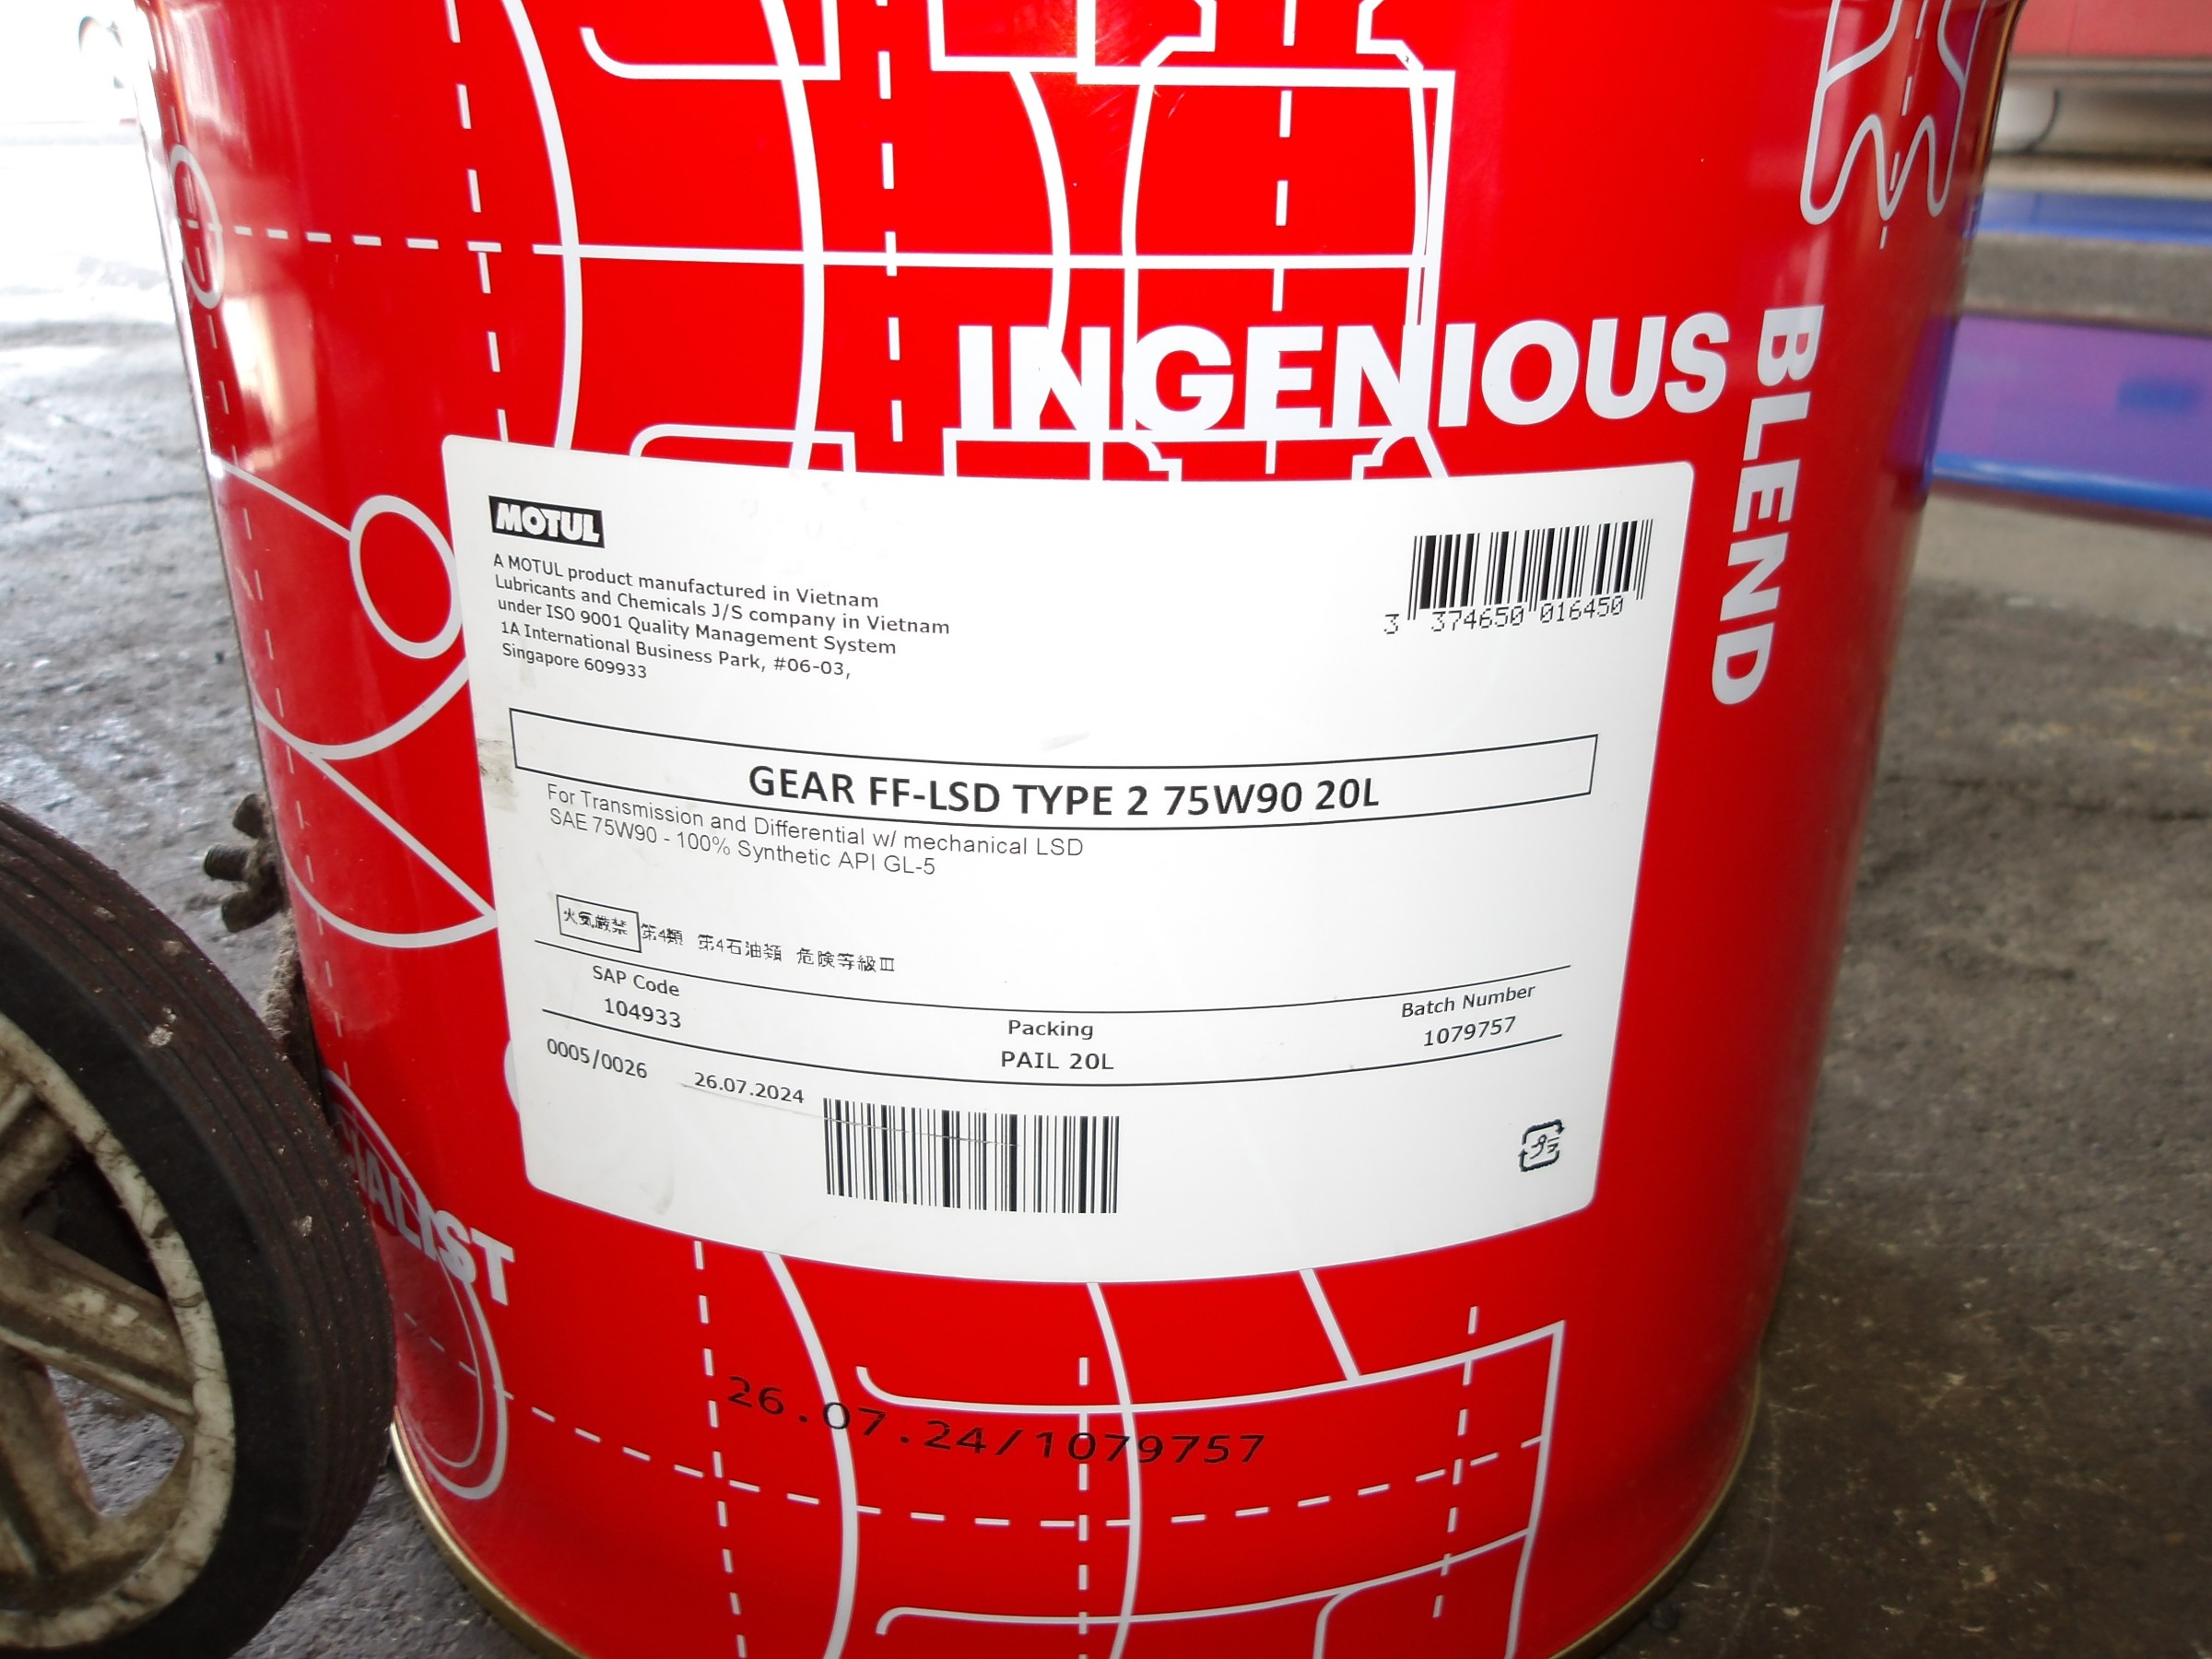 INGENIOUS
BLEND
MOTUL
A MOTUL product manufactured in Vietnam
Lubricants and Chemicals J/S company in Vietnam
under ISO 9001 Quality Management System
1A International Business Park, #06-03,
Singapore 609933
3 374650 016450
GEAR FF-LSD TYPE 2 75W90 20L
For Transmission and Differential w/ mechanical LSD
SAE 75W90 - 100% Synthetic API GL-5
火気厳禁 第4類 第4石油類 危険等級Ⅲ
SAP Code
104933
Packing
PAIL 20L
Batch Number
1079757
0005/0026 26.07.2024
プラ
26.07.24/1079757